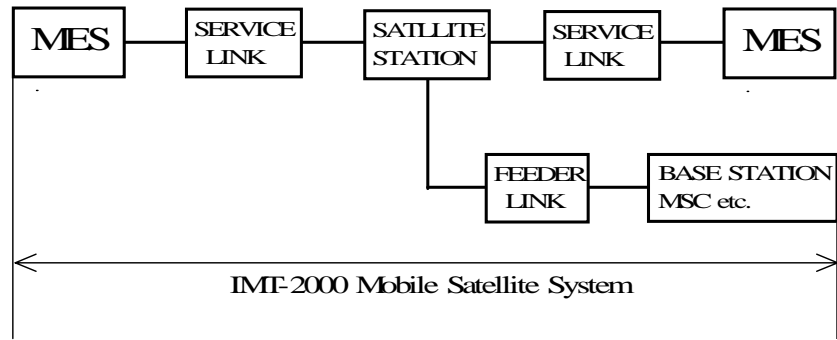 MES
SERVICE
LINK
SATLLITE
STATION
SERVICE
LINK
MES
FEEDER
LINK
BASE STATION
MSC etc.
IMT-2000 Mobile Satellite System